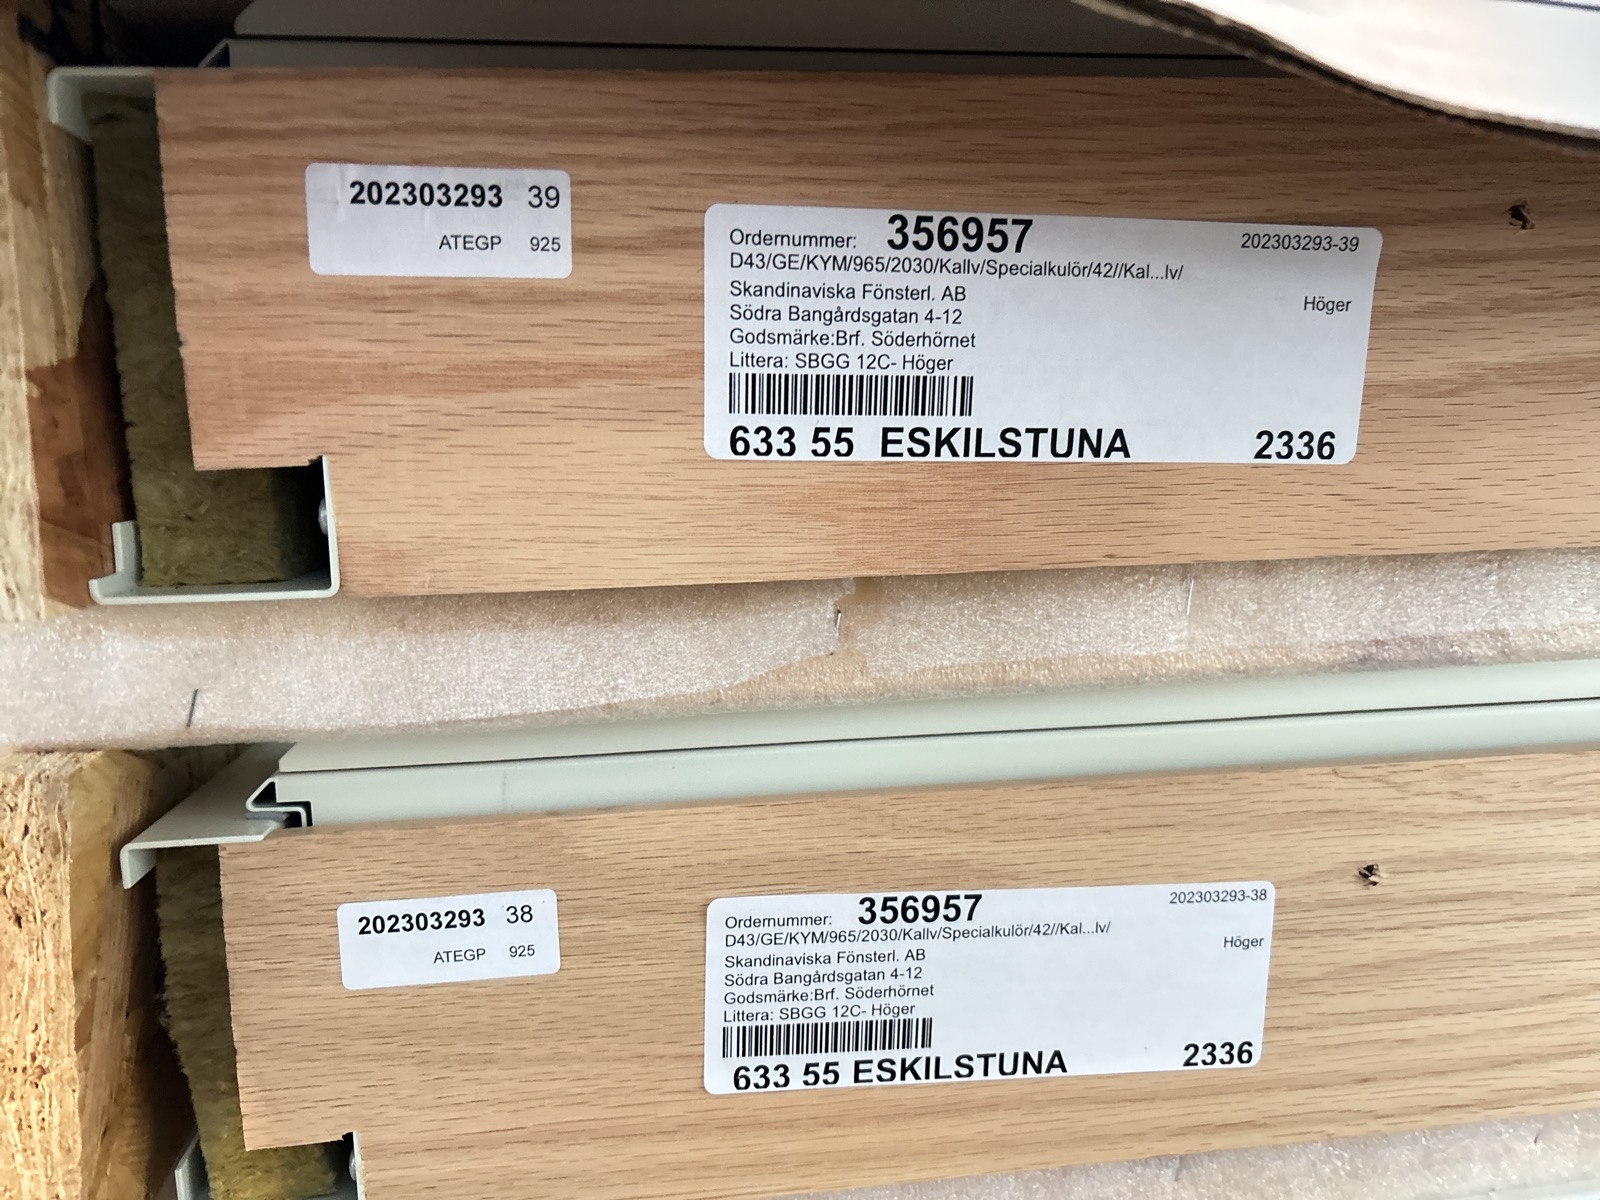 202303293 39
ATEGP 925
Ordernummer: 356957 202303293-39
D43/GE/KYM/965/2030/Kallv/Specialkulör/42//Kal...lv/
Skandinaviska Fönsterl. AB
Höger
Södra Bangårdsgatan 4-12
Godsmärke:Brf. Söderhörnet
Littera: SBGG 12C- Höger
633 55 ESKILSTUNA 2336
202303293 38
ATEGP 925
Ordernummer: 356957 202303293-38
D43/GE/KYM/965/2030/Kallv/Specialkulör/42//Kal...lv/
Skandinaviska Fönsterl. AB
Höger
Södra Bangårdsgatan 4-12
Godsmärke:Brf. Söderhörnet
Littera: SBGG 12C- Höger
633 55 ESKILSTUNA 2336